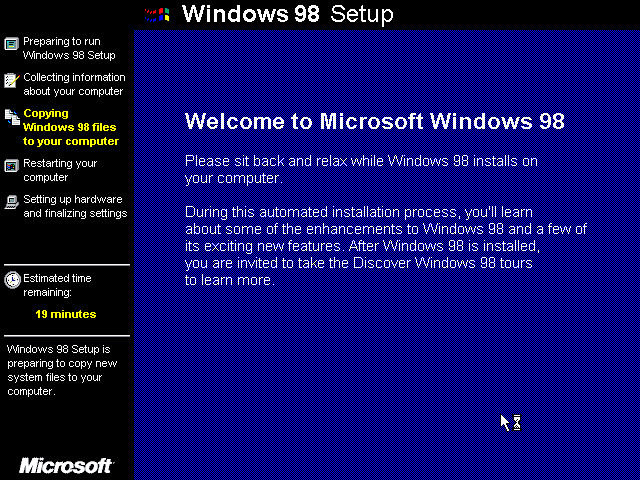 Windows 98 Setup
Preparing to run
Windows 98 Setup
Collecting information
about your computer
Copying
Windows 98 files
to your computer
Restarting your
computer
Setting up hardware
and finalizing settings
Estimated time
remaining:
19 minutes
Windows 98 Setup is
preparing to copy new
system files to your
computer.
Microsoft
Welcome to Microsoft Windows 98
Please sit back and relax while Windows 98 installs on
your computer.
During this automated installation process, you'll learn
about some of the enhancements to Windows 98 and a few of
its exciting new features. After Windows 98 is installed,
you are invited to take the Discover Windows 98 tours
to learn more.